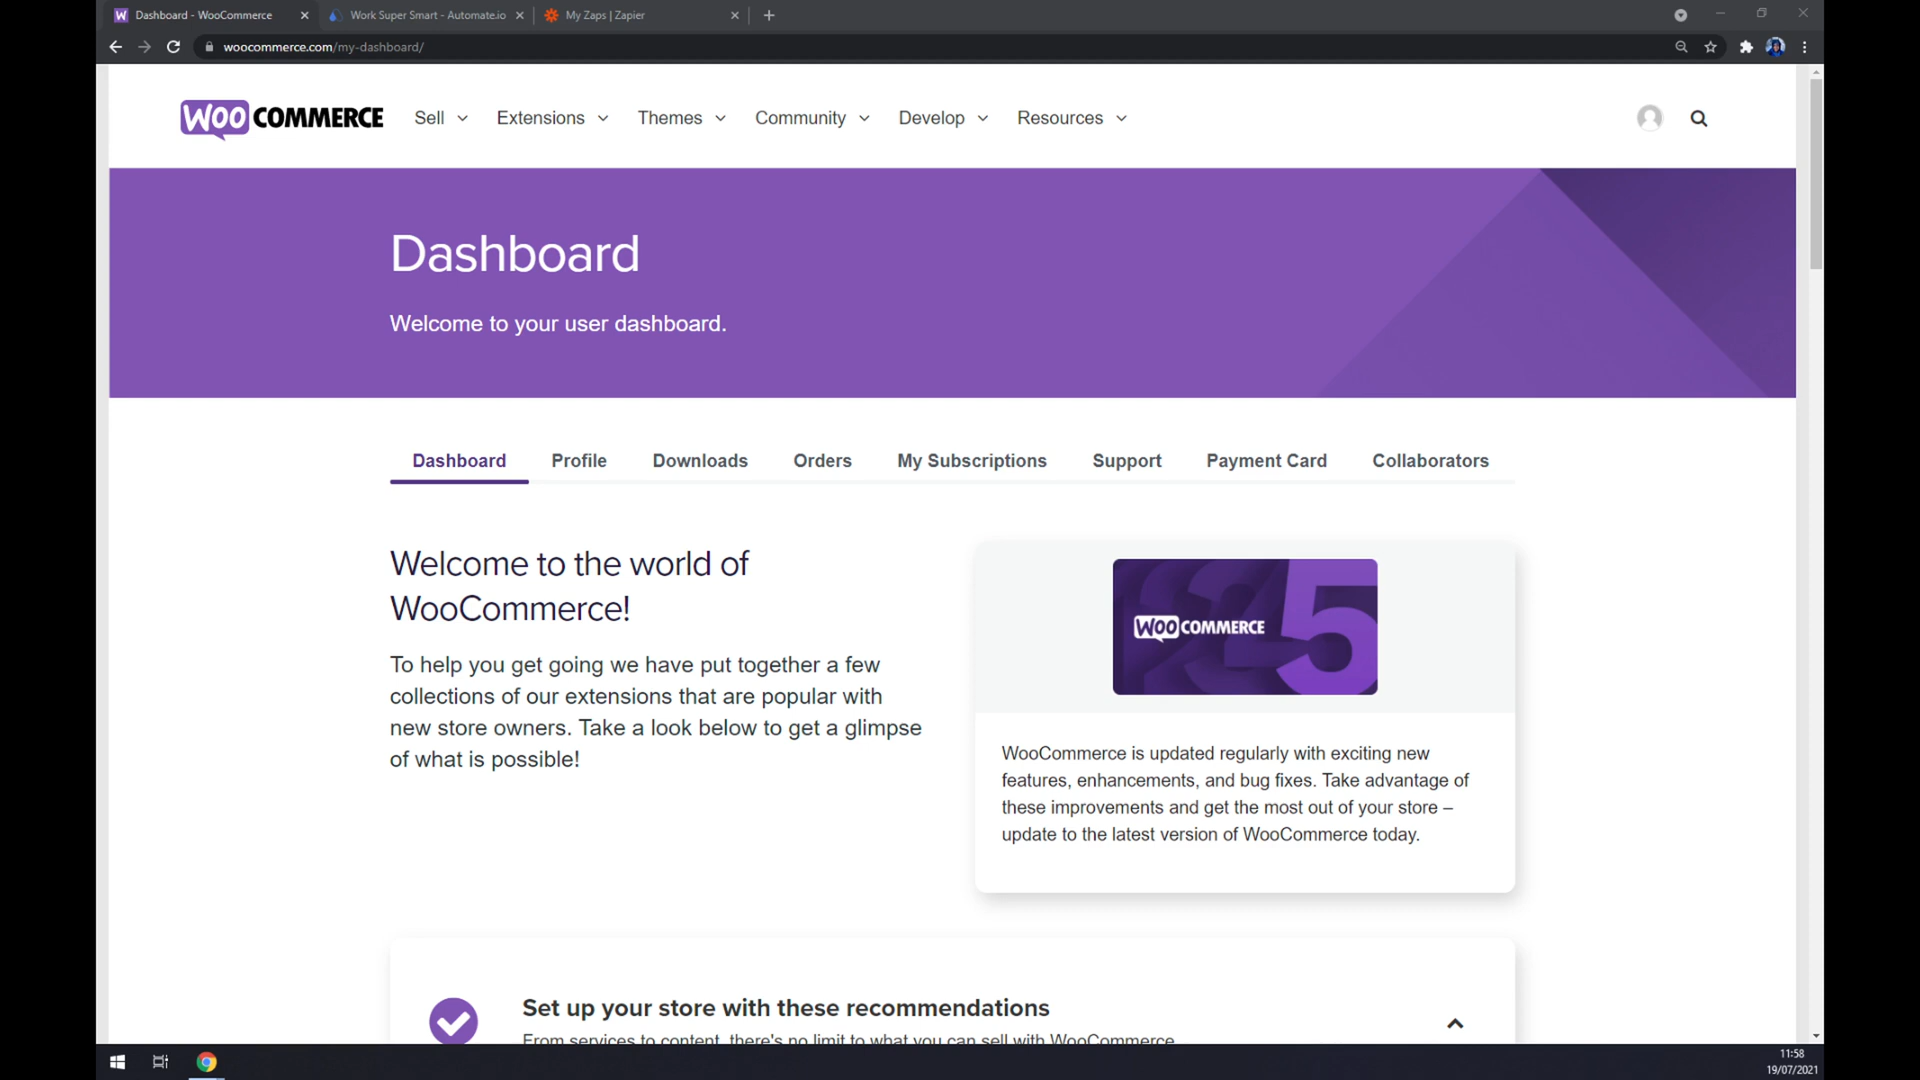 Dashboard - WooCommerce
Work Super Smart - Automate.io
My Zaps | Zapier
woocommerce.com/my-dashboard/
WOO COMMERCE
Sell
Extensions
Themes
Community
Develop
Resources
Dashboard
Welcome to your user dashboard.
Dashboard
Profile
Downloads
Orders
My Subscriptions
Support
Payment Card
Collaborators
Welcome to the world of
WooCommerce!
To help you get going we have put together a few
collections of our extensions that are popular with
new store owners. Take a look below to get a glimpse
of what is possible!
WOO COMMERCE 5
WooCommerce is updated regularly with exciting new
features, enhancements, and bug fixes. Take advantage of
these improvements and get the most out of your store –
update to the latest version of WooCommerce today.
Set up your store with these recommendations
From services to content, there's no limit to what you can sell with WooCommerce
11:58
19/07/2021